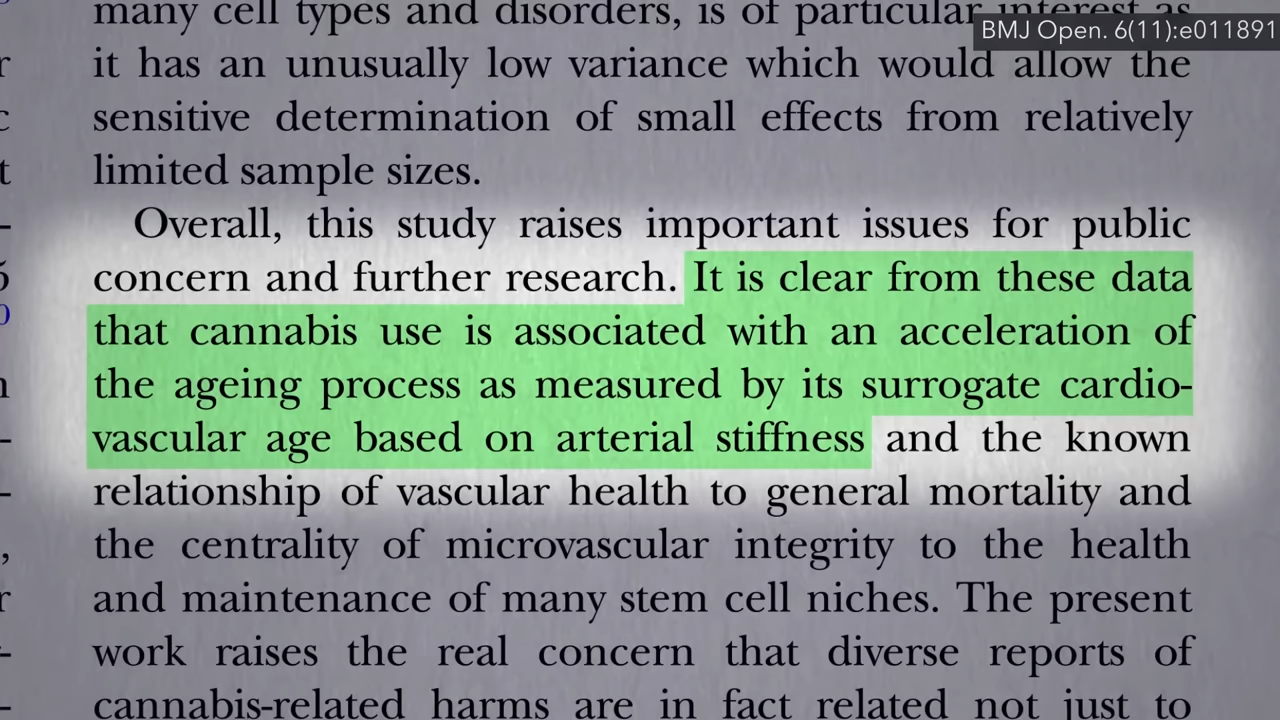 many cell types and disorders, is of particular interest as
BMJ Open. 6(11):e011891
it has an unusually low variance which would allow the
sensitive determination of small effects from relatively
limited sample sizes.
Overall, this study raises important issues for public
concern and further research. It is clear from these data
that cannabis use is associated with an acceleration of
the ageing process as measured by its surrogate cardio-
vascular age based on arterial stiffness and the known
relationship of vascular health to general mortality and
the centrality of microvascular integrity to the health
and maintenance of many stem cell niches. The present
work raises the real concern that diverse reports of
cannabis-related harms are in fact related not just to